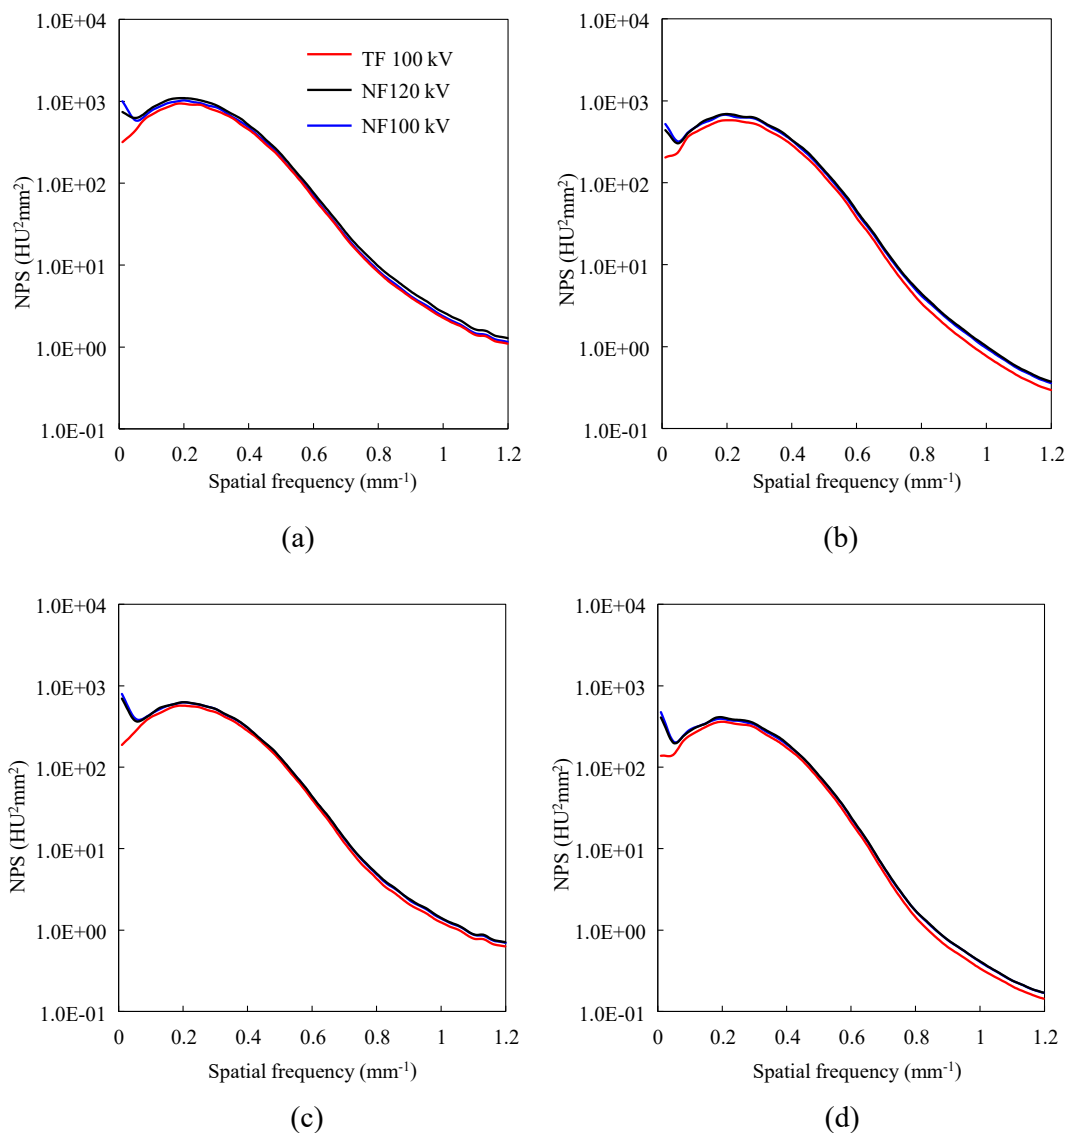 1.0E+04
1.0E+03
1.0E+02
1.0E+01
1.0E+00
1.0E-01
NPS (HU²mm²)
TF 100 kV
NF120 kV
NF100 kV
0 0.2 0.4 0.6 0.8 1 1.2
Spatial frequency (mm⁻¹)
(a)
1.0E+04
1.0E+03
1.0E+02
1.0E+01
1.0E+00
1.0E-01
NPS (HU²mm²)
0 0.2 0.4 0.6 0.8 1 1.2
Spatial frequency (mm⁻¹)
(b)
1.0E+04
1.0E+03
1.0E+02
1.0E+01
1.0E+00
1.0E-01
NPS (HU²mm²)
0 0.2 0.4 0.6 0.8 1 1.2
Spatial frequency (mm⁻¹)
(c)
1.0E+04
1.0E+03
1.0E+02
1.0E+01
1.0E+00
1.0E-01
NPS (HU²mm²)
0 0.2 0.4 0.6 0.8 1 1.2
Spatial frequency (mm⁻¹)
(d)